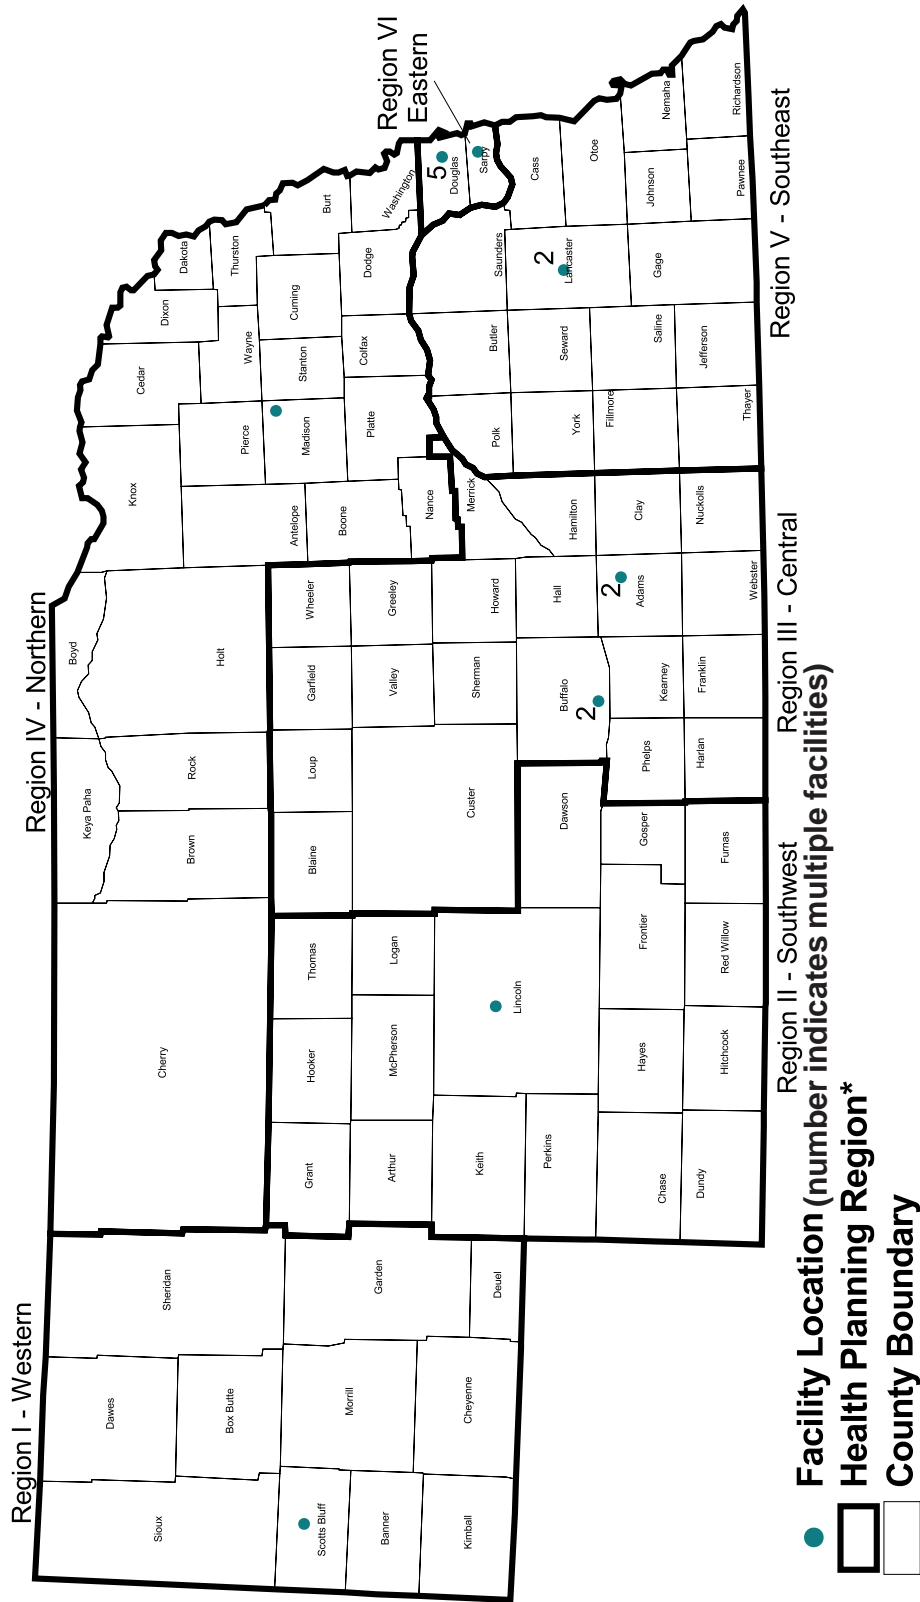 Region I - Western
Region IV - Northern
Region VI
Eastern
Sioux
Dawes
Sheridan
Box Butte
Scotts Bluff
Banner
Kimball
Morrill
Cheyenne
Garden
Deuel
Cherry
Keya Paha
Boyd
Brown
Rock
Holt
Knox
Cedar
Dixon
Dakota
Antelope
Pierce
Wayne
Thurston
Boone
Madison
Stanton
Cuming
Burt
Nance
Platte
Colfax
Dodge
Washington
Grant
Hooker
Thomas
Blaine
Loup
Garfield
Wheeler
Arthur
McPherson
Logan
Custer
Valley
Greeley
Sherman
Howard
Merrick
Keith
Lincoln
Perkins
Dawson
Buffalo
2
Hall
Hamilton
Chase
Hayes
Frontier
Gosper
Phelps
Kearney
2
Adams
Clay
Dundy
Hitchcock
Red Willow
Furnas
Harlan
Franklin
Webster
Nuckolls
Polk
Butler
Saunders
5
Douglas
Sarpy
York
Seward
2
Lancaster
Cass
Otoe
Fillmore
Saline
Gage
Johnson
Nemaha
Thayer
Jefferson
Pawnee
Richardson
Region II - Southwest
Region III - Central
Region V - Southeast
Facility Location (number indicates multiple facilities)
Health Planning Region*
County Boundary